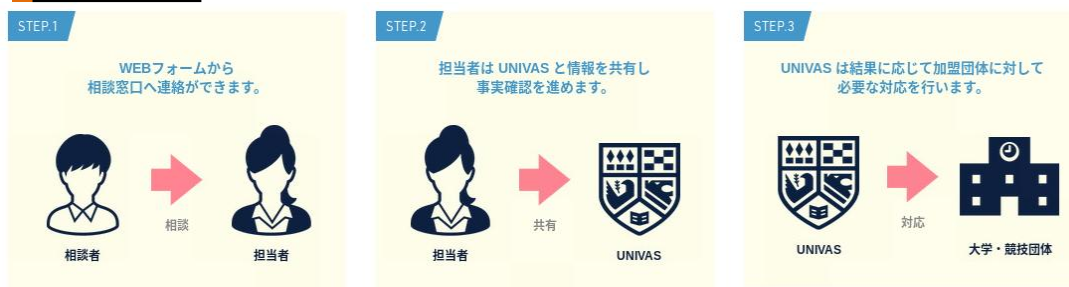 STEP.1
WEBフォームから
相談窓口へ連絡ができます。
相談
相談者
担当者
STEP.2
担当者は UNIVAS と情報を共有し
事実確認を進めます。
共有
担当者
UNIVAS
STEP.3
UNIVAS は結果に応じて加盟団体に対して
必要な対応を行います。
対応
UNIVAS
大学・競技団体